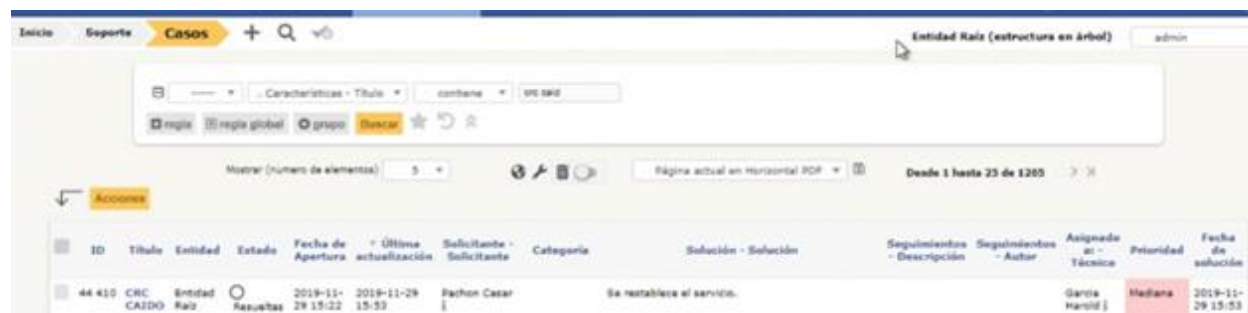 Inicio Soporte Casos
Entidad Raíz (estructura en árbol) admin
----- . Características - Título contiene crc caid
regla regla global grupo Buscar
Mostrar (número de elementos) 5 Página actual en Horizontal PDF Desde 1 hasta 25 de 1205
Acciones
ID Título Entidad Estado Fecha de Apertura Última actualización Solicitante - Solicitante Categoría Solución - Solución Seguimientos - Descripción Seguimientos - Autor Asignado a: - Técnico Prioridad Fecha de solución
44 410 CRC CAIDO Entidad Raíz Resueltas 2019-11-29 15:22 2019-11-29 15:53 Pachon Cesar Se restablece el servicio. Garcia Harold Mediana 2019-11-29 15:53